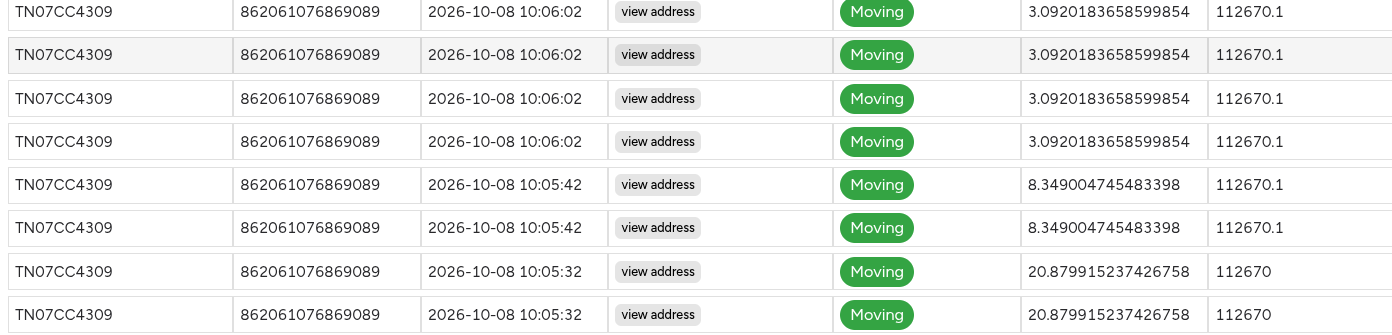 TN07CC4309 862061076869089 2026-10-08 10:06:02 view address Moving 3.0920183658599854 112670.1
TN07CC4309 862061076869089 2026-10-08 10:06:02 view address Moving 3.0920183658599854 112670.1
TN07CC4309 862061076869089 2026-10-08 10:06:02 view address Moving 3.0920183658599854 112670.1
TN07CC4309 862061076869089 2026-10-08 10:06:02 view address Moving 3.0920183658599854 112670.1
TN07CC4309 862061076869089 2026-10-08 10:05:42 view address Moving 8.349004745483398 112670.1
TN07CC4309 862061076869089 2026-10-08 10:05:42 view address Moving 8.349004745483398 112670.1
TN07CC4309 862061076869089 2026-10-08 10:05:32 view address Moving 20.879915237426758 112670
TN07CC4309 862061076869089 2026-10-08 10:05:32 view address Moving 20.879915237426758 112670